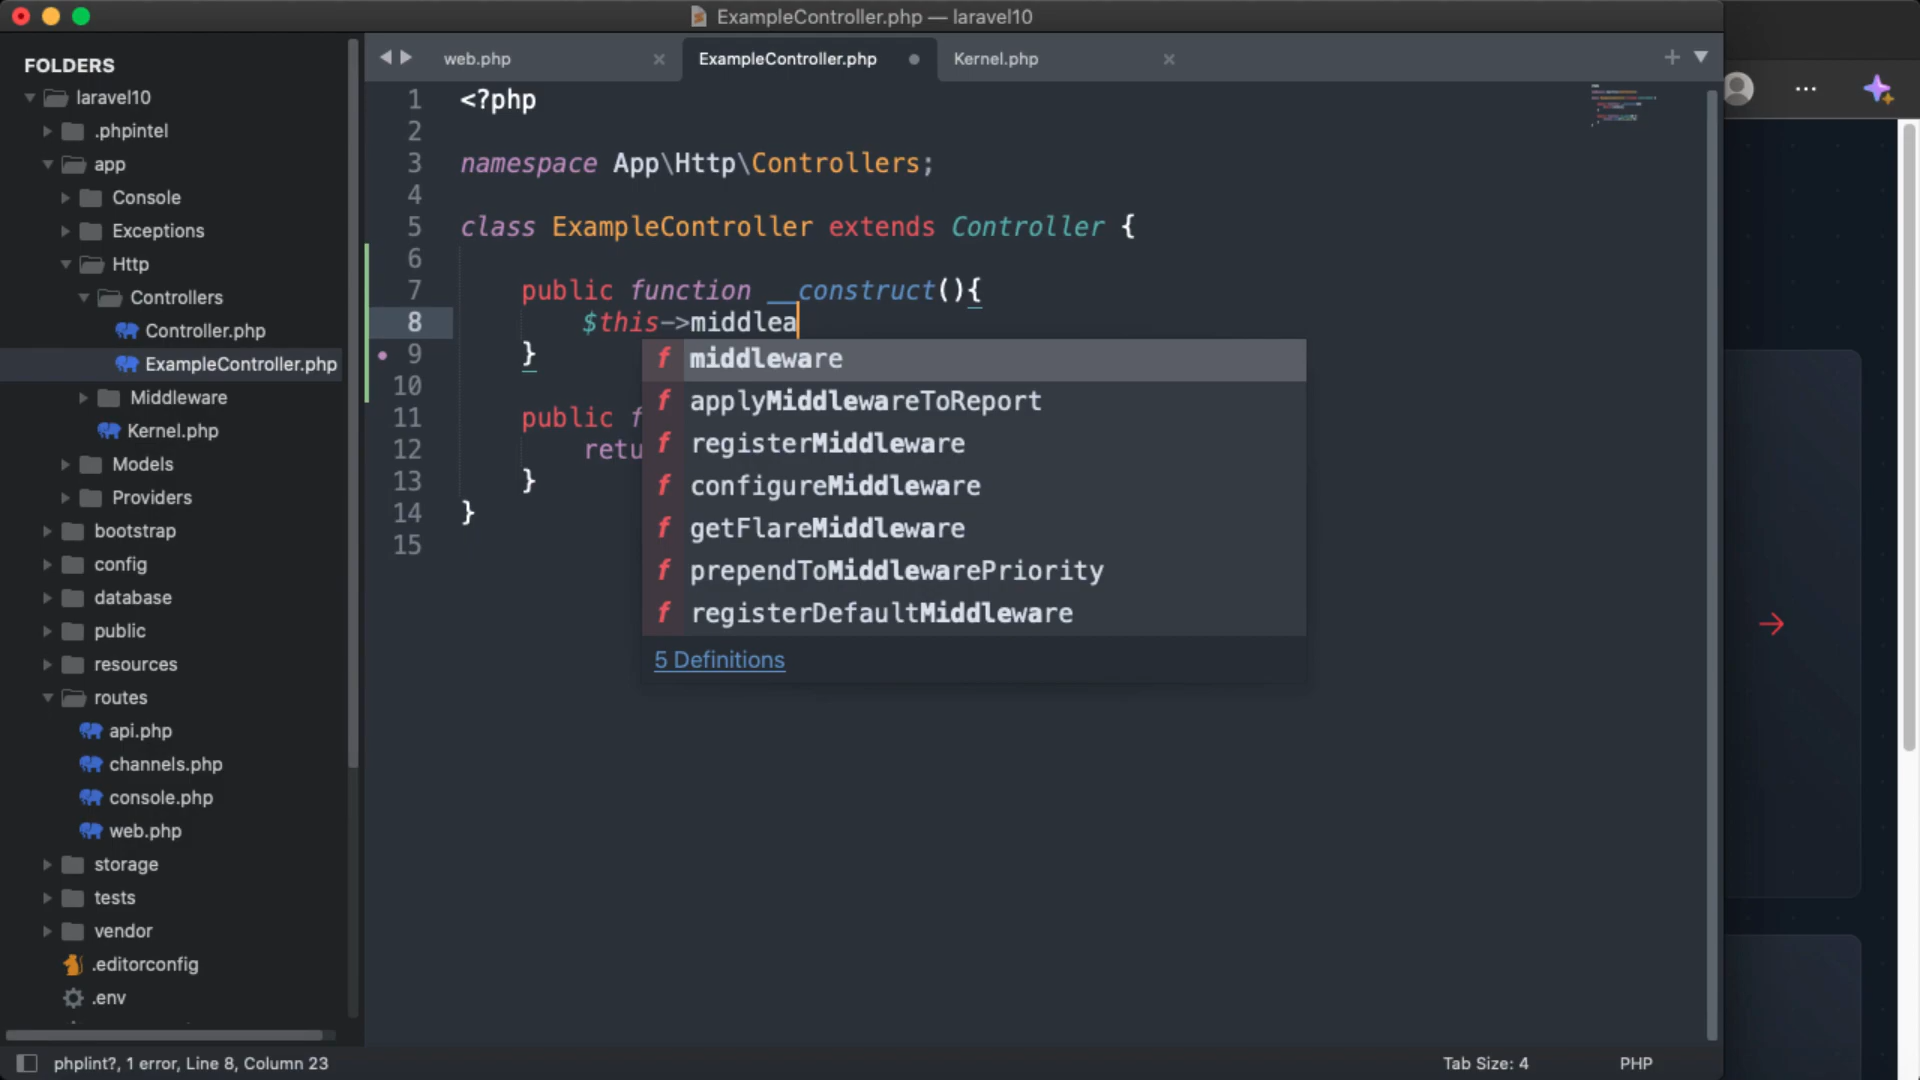 ExampleController.php — laravel10
FOLDERS
laravel10
.phpintel
app
Console
Exceptions
Http
Controllers
Controller.php
ExampleController.php
Middleware
Kernel.php
Models
Providers
bootstrap
config
database
public
resources
routes
api.php
channels.php
console.php
web.php
storage
tests
vendor
.editorconfig
.env
web.php
ExampleController.php
Kernel.php
1 <?php
2
3 namespace App\Http\Controllers;
4
5 class ExampleController extends Controller {
6
7 public function __construct(){
8 $this->middlea
9 }
10
11 public f
12 retu
13 }
14 }
15
f middleware
f applyMiddlewareToReport
f registerMiddleware
f configureMiddleware
f getFlareMiddleware
f prependToMiddlewarePriority
f registerDefaultMiddleware
5 Definitions
phplint?, 1 error, Line 8, Column 23
Tab Size: 4
PHP